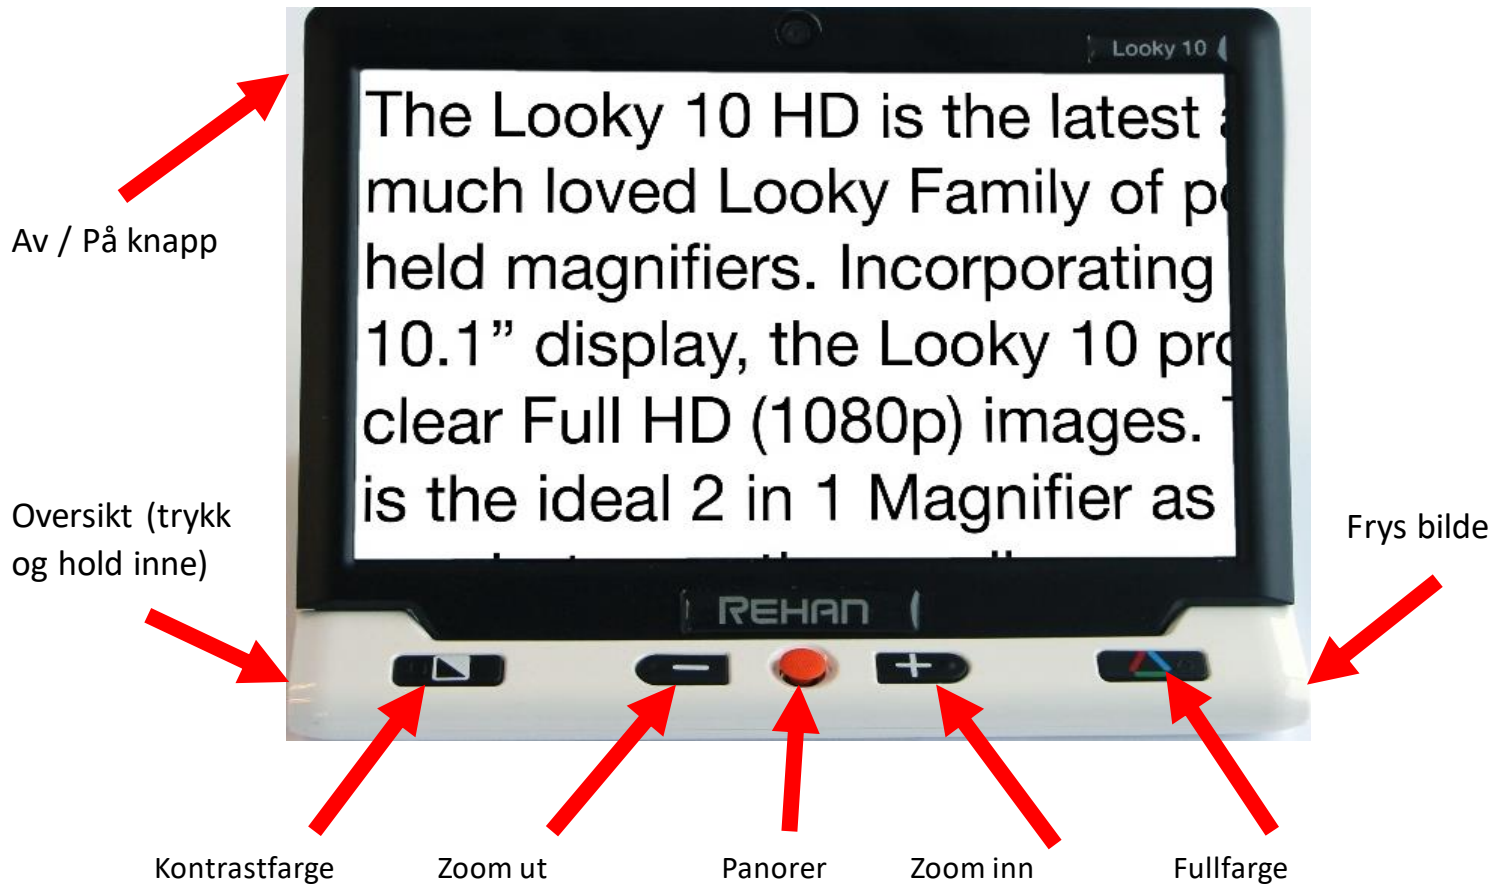 Looky 10
The Looky 10 HD is the latest
much loved Looky Family of
held magnifiers. Incorporating
10.1” display, the Looky 10
clear Full HD (1080p) images.
is the ideal 2 in 1 Magnifier as
REHAN
Av / På knapp
Oversikt (trykk
og hold inne)
Frys bilde
Kontrastfarge
Zoom ut
Panorer
Zoom inn
Fullfarge